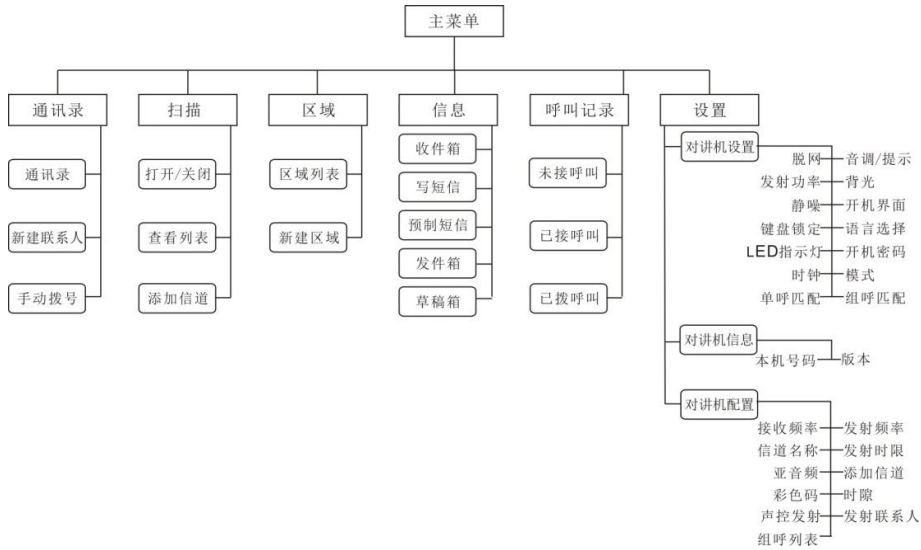 主菜单
通讯录
扫描
区域
信息
呼叫记录
设置
通讯录
新建联系人
手动拨号
打开/关闭
查看列表
添加信道
区域列表
新建区域
收件箱
写短信
预制短信
发件箱
草稿箱
未接呼叫
已接呼叫
已拨呼叫
对讲机设置
脱网 音调/提示
发射功率 背光
静噪 开机界面
键盘锁定 语言选择
LED指示灯 开机密码
时钟 模式
单呼匹配 组呼匹配
对讲机信息
本机号码 版本
对讲机配置
接收频率 发射频率
信道名称 发射时限
亚音频 添加信道
彩色码 时隙
声控发射 发射联系人
组呼列表